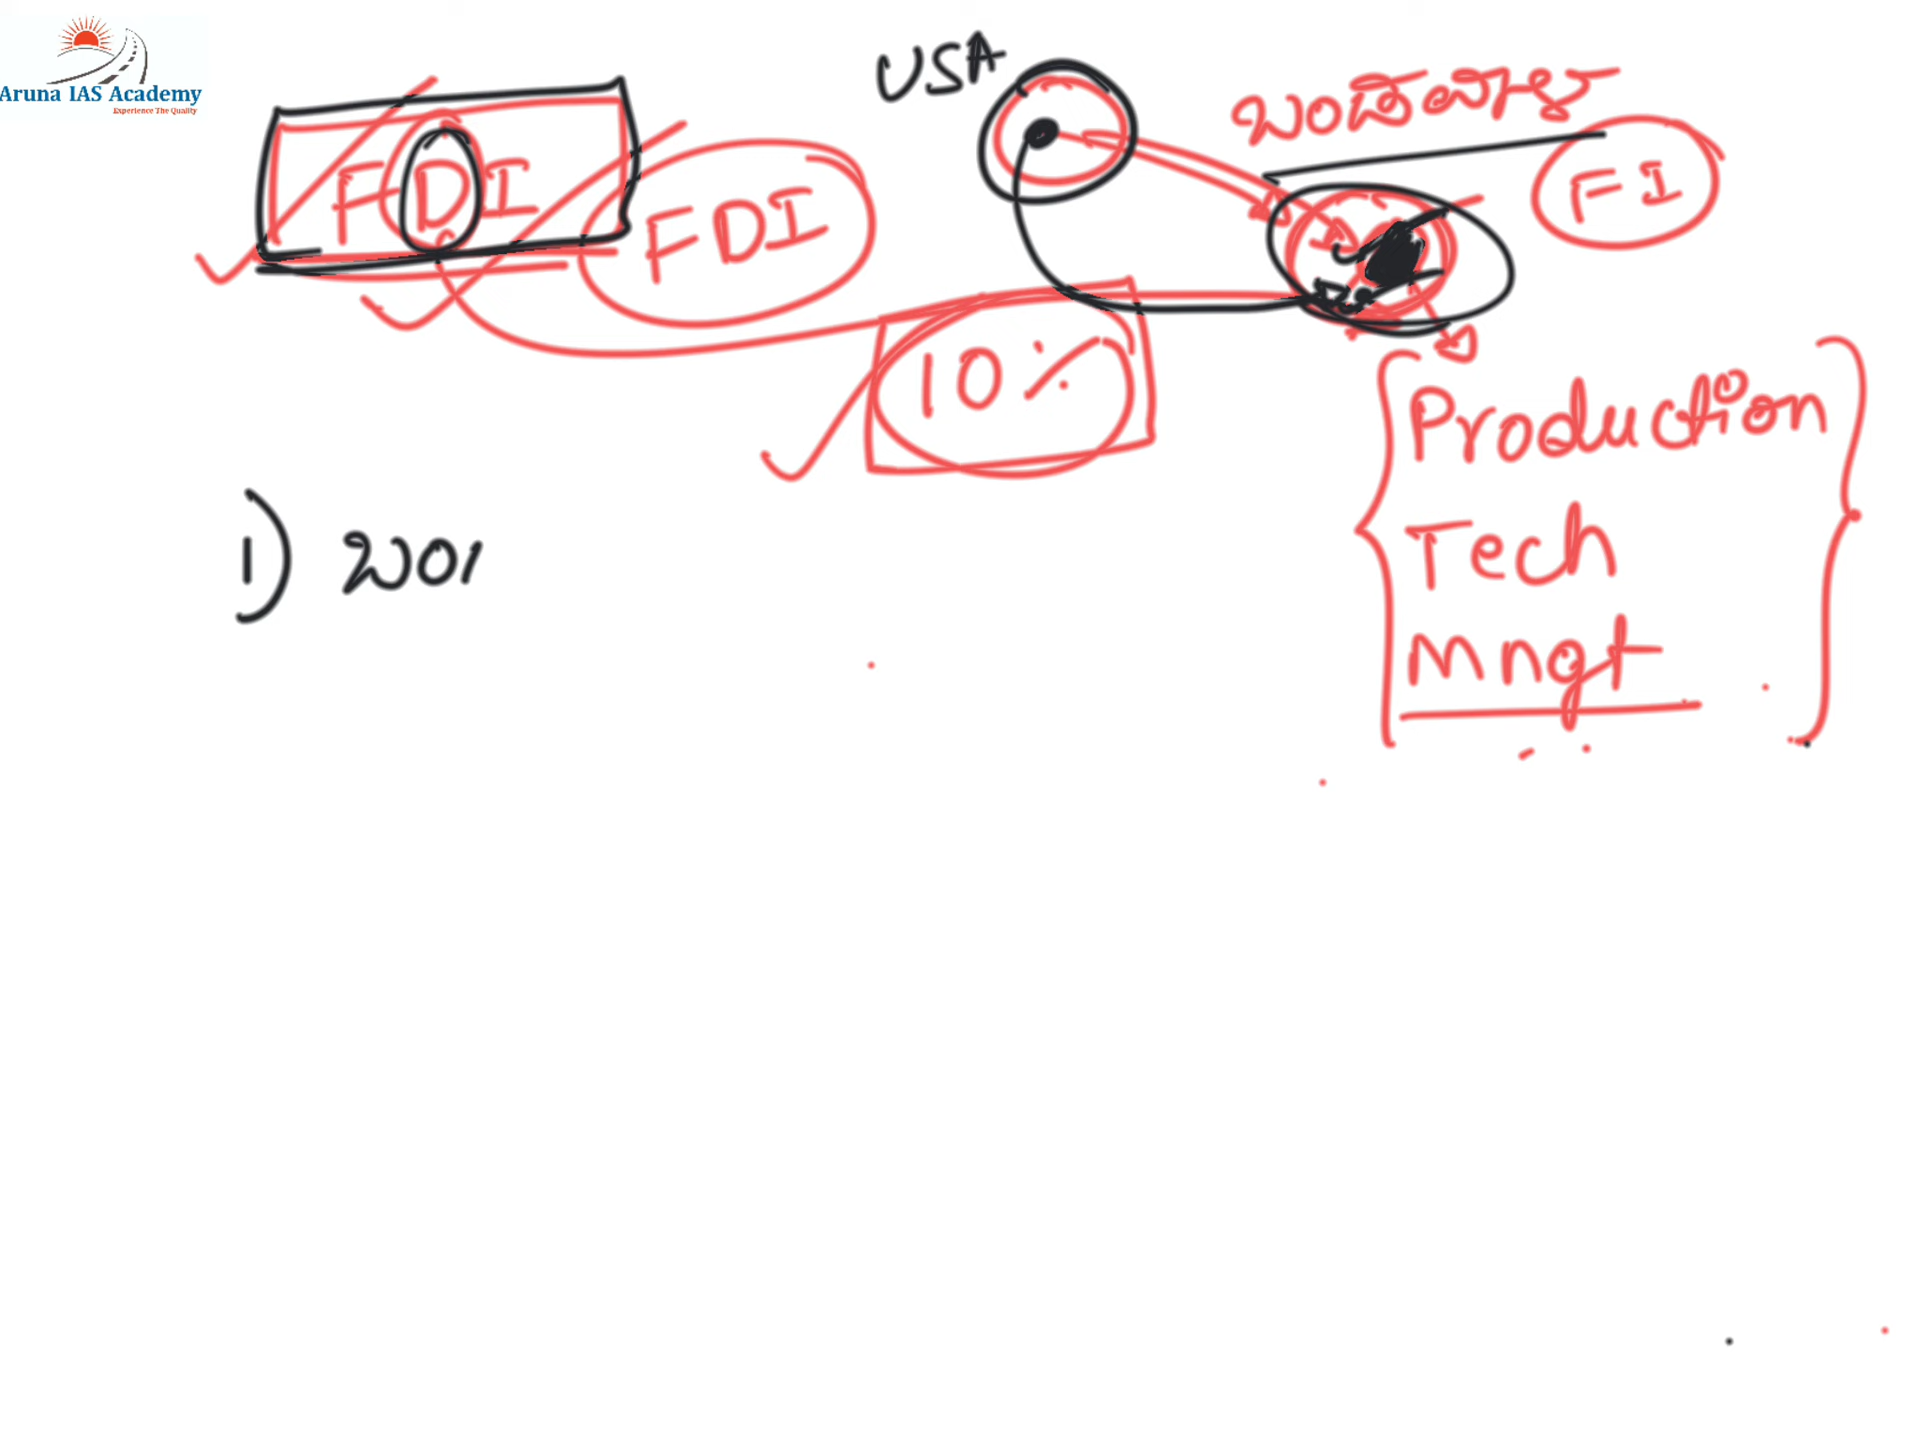 Aruna IAS Academy
Experience The Quality
USA
ಬಂಡವಾಳ
FDI
FDI
FI
10%
Production
Tech
Mngt
1) ಬಂ